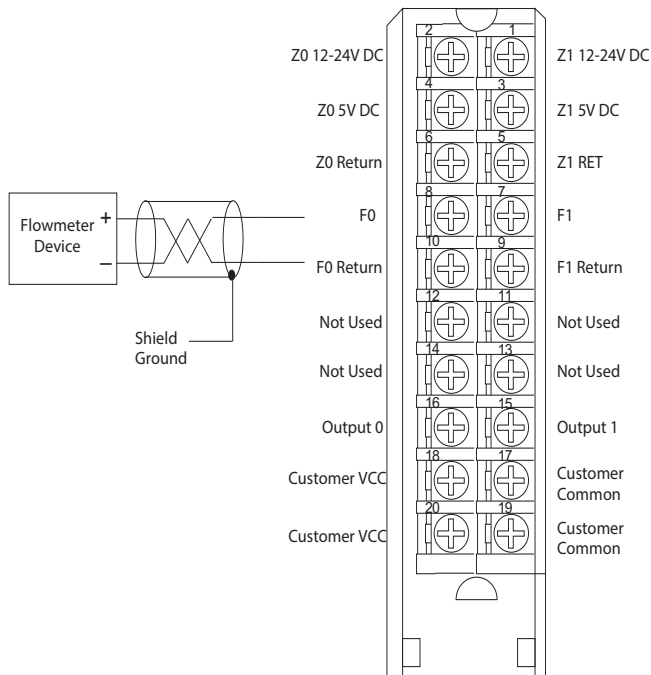 2 1
Z0 12-24V DC Z1 12-24V DC
4 3
Z0 5V DC Z1 5V DC
6 5
Z0 Return Z1 RET
8 7
Flowmeter
Device
+
–
F0 F1
10 9
F0 Return F1 Return
12 11
Shield
Ground
Not Used Not Used
14 13
Not Used Not Used
16 15
Output 0 Output 1
18 17
Customer VCC Customer
Common
20 19
Customer VCC Customer
Common